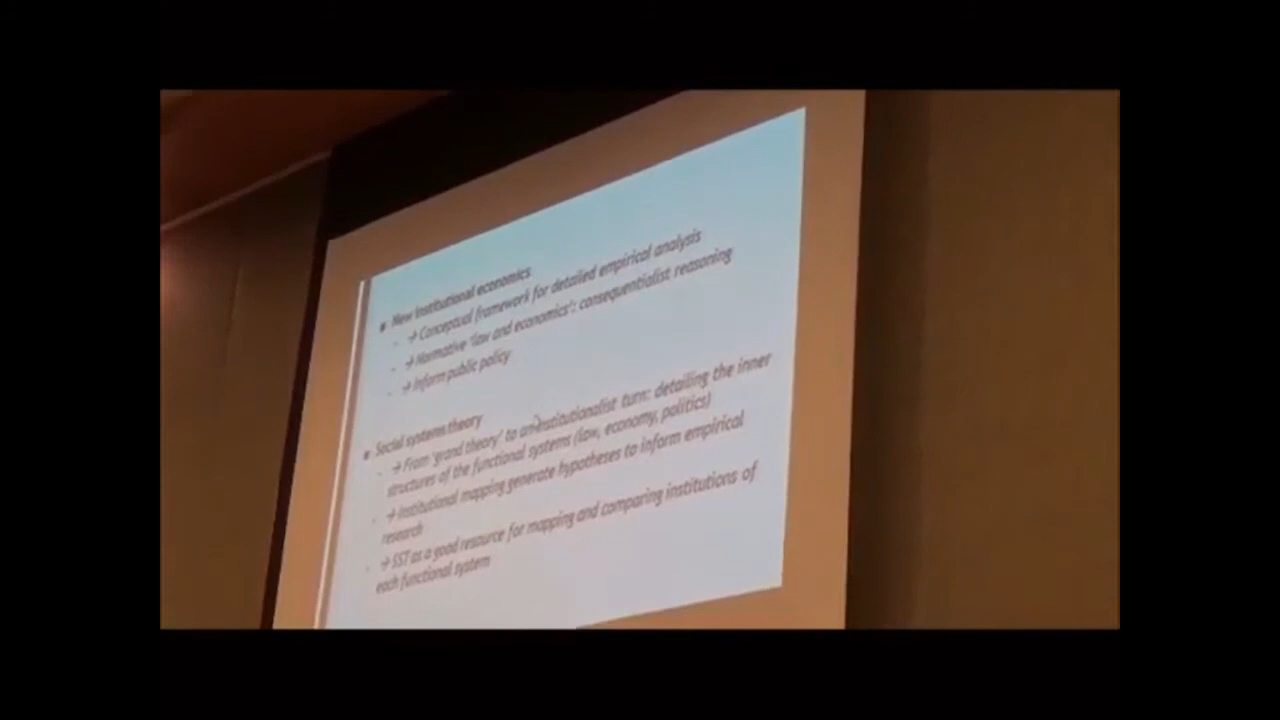 ▪ New Institutional economics
- → Conceptual framework for detailed empirical analysis
- → Normative 'law and economics': consequentialist reasoning
- → Inform public policy
▪ Social systems theory
- → From 'grand theory' to an institutionalist turn: detailing the inner
structures of the functional systems (law, economy, politics)
- → Institutional mapping generate hypotheses to inform empirical
research
- → SST as a good resource for mapping and comparing institutions of
each functional system